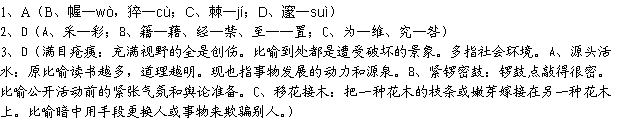 1、A（B、幄—wò，猝—cù；C、棘—jí；D、邃—suì）
2、D（A、采—彩；B、籍—藉、经—紫、至—一置；C、为—维、究—咎）
3、D（满目疮痍：充满视野的全是创伤。比喻到处都是遭受破坏的景象。多指社会环境。A、源头活
水：原比喻读书越多，道理越明。现也指事物发展的动力和源泉。B、紧锣密鼓：锣鼓点敲得很密。
比喻公开活动前的紧张气氛和舆论准备。C、移花接木：把一种花木的枝条或嫩芽嫁接在另一种花木
上。比喻暗中用手段更换人或事物来欺骗别人。）